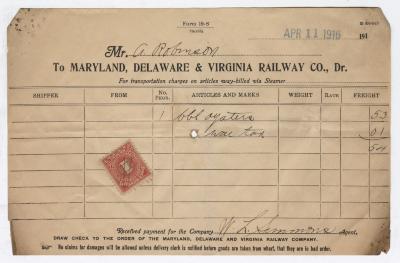 Form 19-S
APR 11 1916 191
Mr. A Robinson
To MARYLAND, DELAWARE & VIRGINIA RAILWAY CO., Dr.
For transportation charges on articles way-billed via Steamer
SHIPPER FROM No. PKGS. ARTICLES AND MARKS WEIGHT RATE FREIGHT
1 bbl oysters 53
war tax 01
54
Received payment for the Company W L Simmons Agent,
DRAW CHECK TO THE ORDER OF THE MARYLAND, DELAWARE AND VIRGINIA RAILWAY COMPANY.
No claims for damages will be allowed unless delivery clerk is notified before goods are taken from wharf, that they are in bad order.